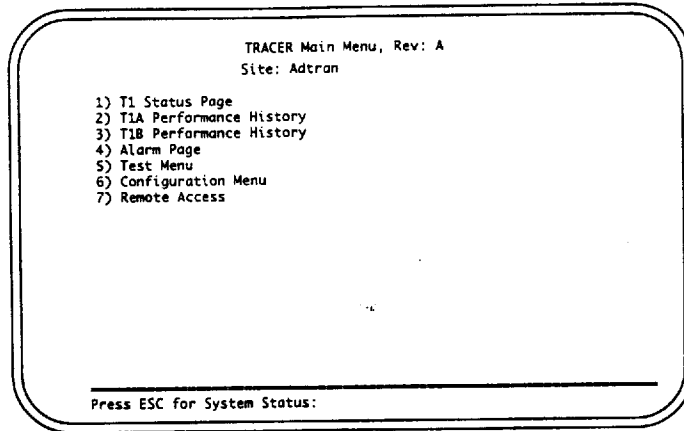 TRACER Main Menu, Rev: A
Site: Adtran
1) T1 Status Page
2) T1A Performance History
3) T1B Performance History
4) Alarm Page
5) Test Menu
6) Configuration Menu
7) Remote Access
Press ESC for System Status: